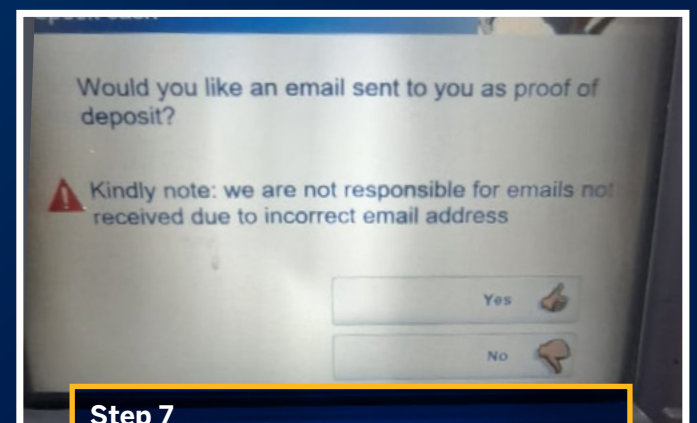 Would you like an email sent to you as proof of
deposit?
Kindly note: we are not responsible for emails not
received due to incorrect email address
Yes
No
Step 7